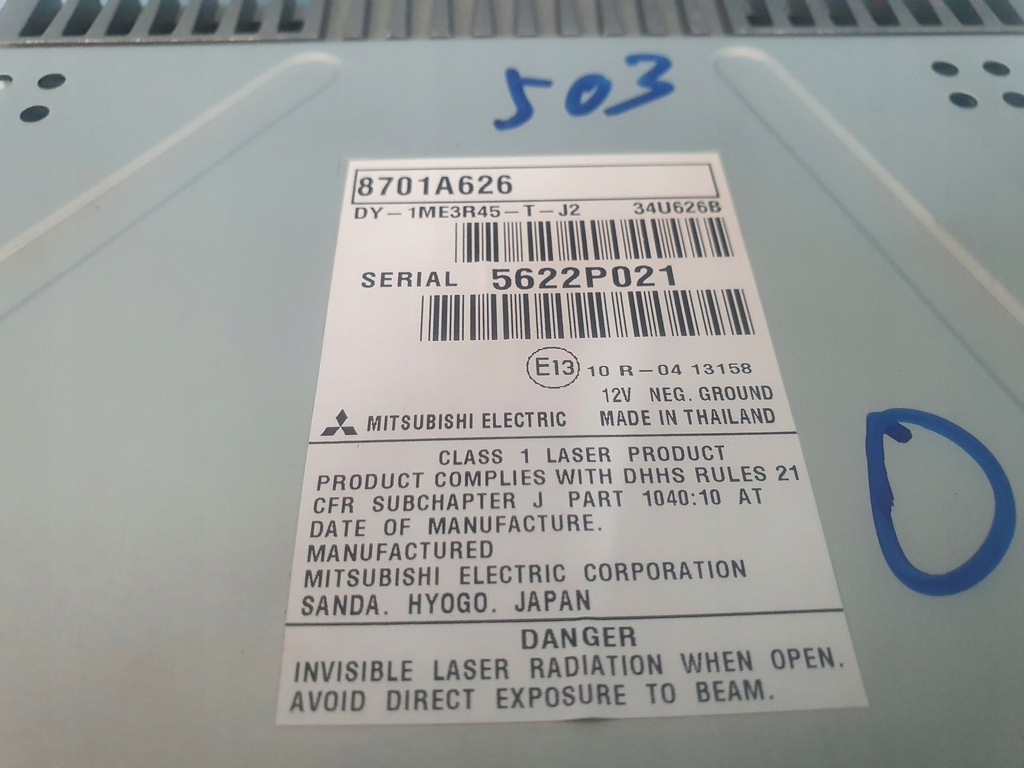 503
8701A626
DY-1ME3R45-T-J2 34U626B
SERIAL 5622P021
E13 10 R-04 13158
12V NEG. GROUND
MITSUBISHI ELECTRIC MADE IN THAILAND
CLASS 1 LASER PRODUCT
PRODUCT COMPLIES WITH DHHS RULES 21
CFR SUBCHAPTER J PART 1040:10 AT
DATE OF MANUFACTURE.
MANUFACTURED
MITSUBISHI ELECTRIC CORPORATION
SANDA. HYOGO. JAPAN
DANGER
INVISIBLE LASER RADIATION WHEN OPEN.
AVOID DIRECT EXPOSURE TO BEAM.